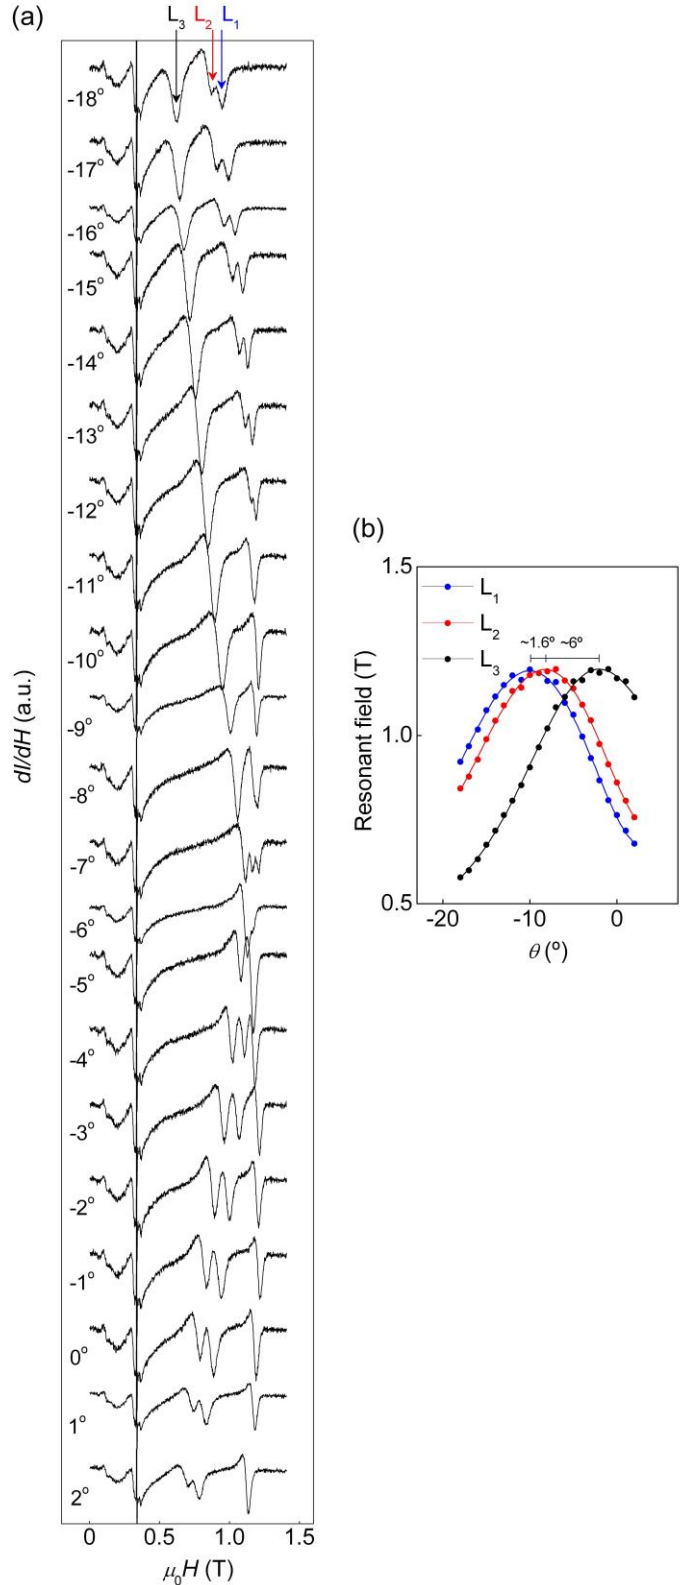 (a)
L₃ L₂ L₁
-18°
-17°
-16°
-15°
-14°
-13°
-12°
-11°
-10°
-9°
-8°
-7°
-6°
-5°
-4°
-3°
-2°
-1°
0°
1°
2°
dI/dH (a.u.)
0 0.5 1.0 1.5
μ₀H (T)
(b)
1.5
1.0
0.5
L₁
L₂
L₃
~1.6° ~6°
Resonant field (T)
-20 -10 0
θ (°)